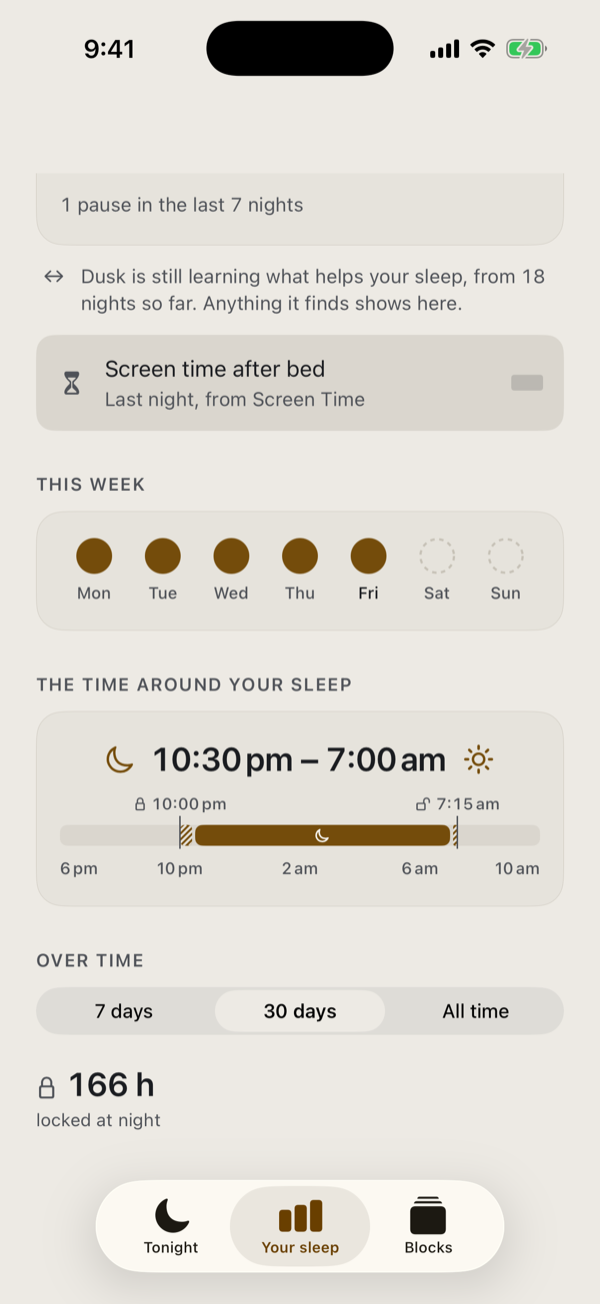 9:41
1 pause in the last 7 nights
Dusk is still learning what helps your sleep, from 18
nights so far. Anything it finds shows here.
Screen time after bed
Last night, from Screen Time
THIS WEEK
Mon Tue Wed Thu Fri Sat Sun
THE TIME AROUND YOUR SLEEP
10:30 pm – 7:00 am
10:00 pm 7:15 am
6 pm 10 pm 2 am 6 am 10 am
OVER TIME
7 days 30 days All time
166 h
locked at night
Tonight Your sleep Blocks